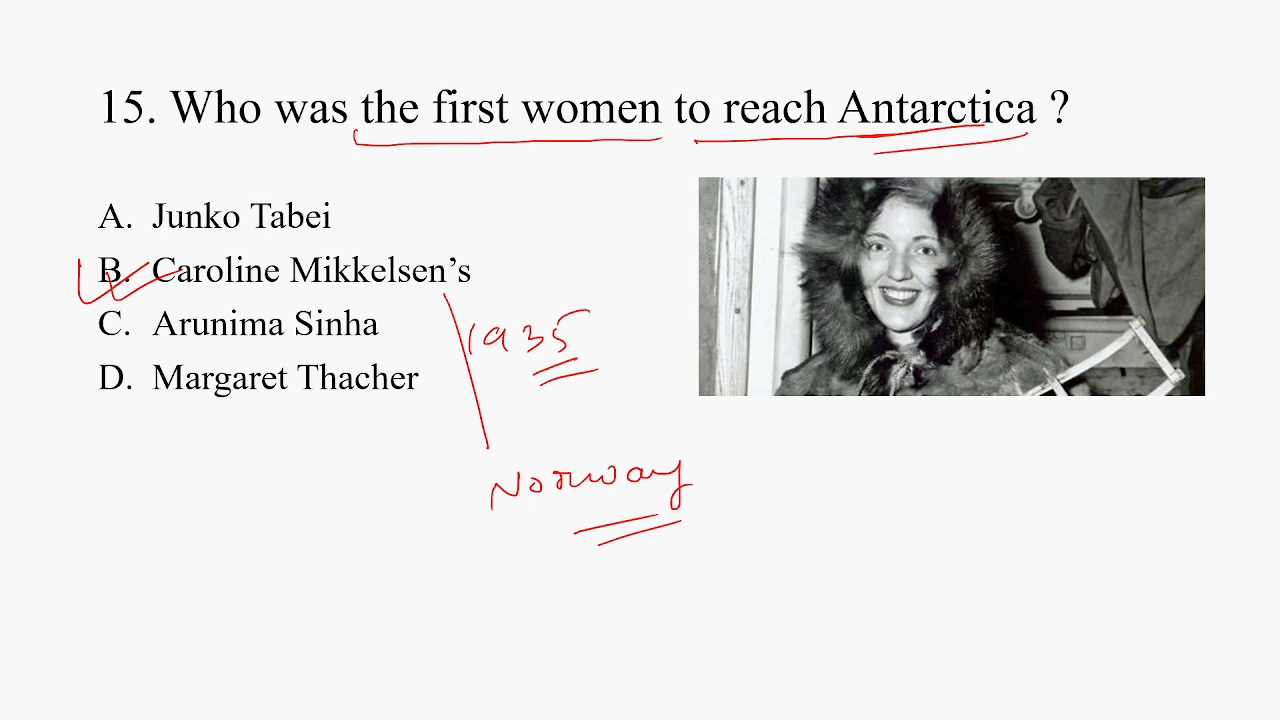 15. Who was the first women to reach Antarctica ?
A. Junko Tabei
B. Caroline Mikkelsen’s
C. Arunima Sinha
D. Margaret Thacher
1935
Norway